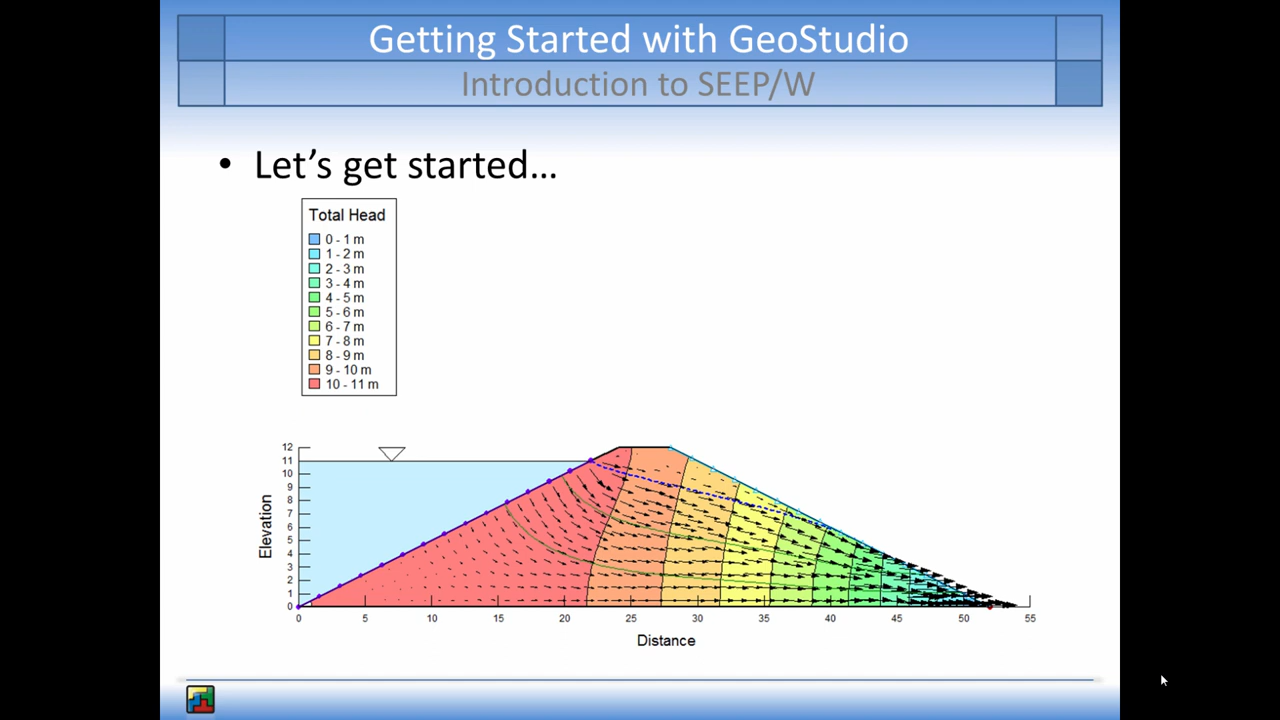 Getting Started with GeoStudio
Introduction to SEEP/W
• Let’s get started…
Total Head
0 - 1 m
1 - 2 m
2 - 3 m
3 - 4 m
4 - 5 m
5 - 6 m
6 - 7 m
7 - 8 m
8 - 9 m
9 - 10 m
10 - 11 m
12
11
10
9
8
7
6
5
4
3
2
1
0
Elevation
0 5 10 15 20 25 30 35 40 45 50 55
Distance